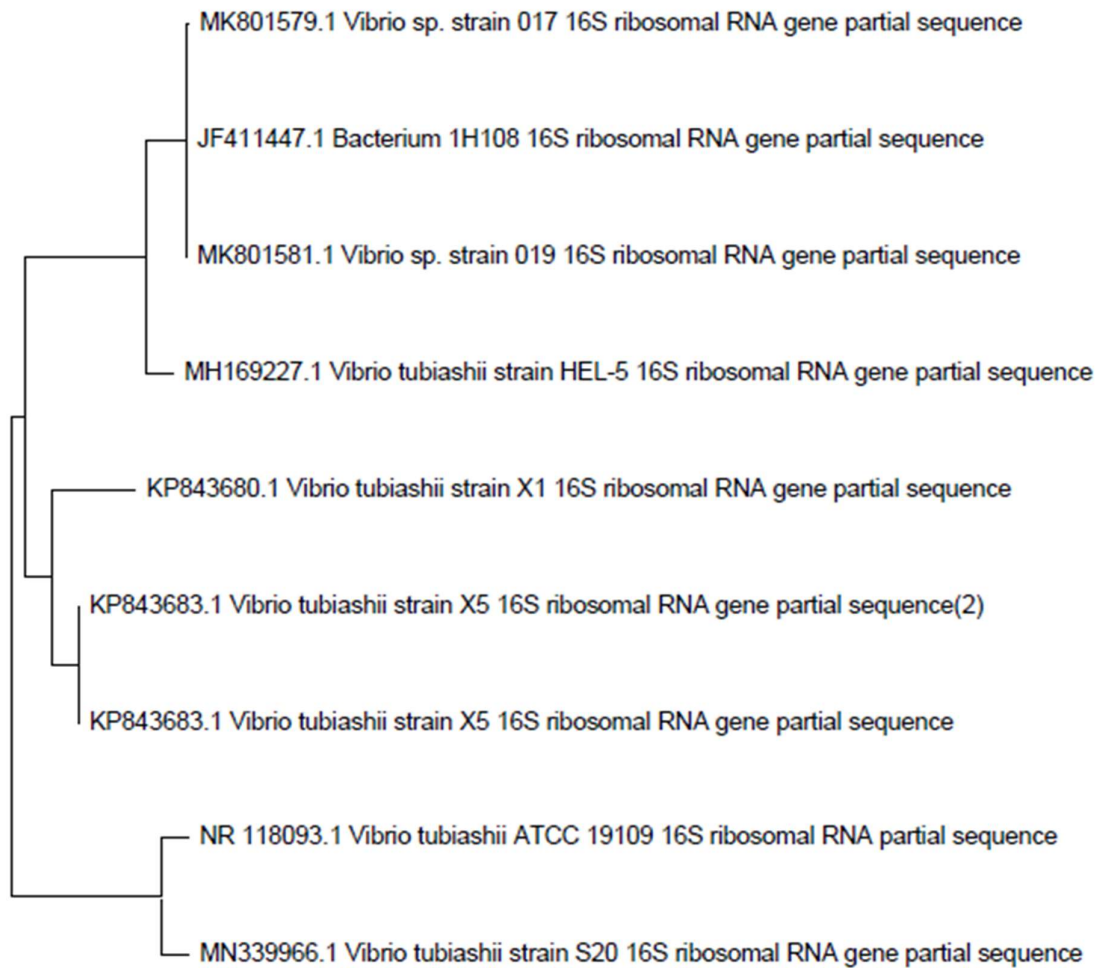 MK801579.1 Vibrio sp. strain 017 16S ribosomal RNA gene partial sequence
JF411447.1 Bacterium 1H108 16S ribosomal RNA gene partial sequence
MK801581.1 Vibrio sp. strain 019 16S ribosomal RNA gene partial sequence
MH169227.1 Vibrio tubiashii strain HEL-5 16S ribosomal RNA gene partial sequence
KP843680.1 Vibrio tubiashii strain X1 16S ribosomal RNA gene partial sequence
KP843683.1 Vibrio tubiashii strain X5 16S ribosomal RNA gene partial sequence(2)
KP843683.1 Vibrio tubiashii strain X5 16S ribosomal RNA gene partial sequence
NR 118093.1 Vibrio tubiashii ATCC 19109 16S ribosomal RNA partial sequence
MN339966.1 Vibrio tubiashii strain S20 16S ribosomal RNA gene partial sequence